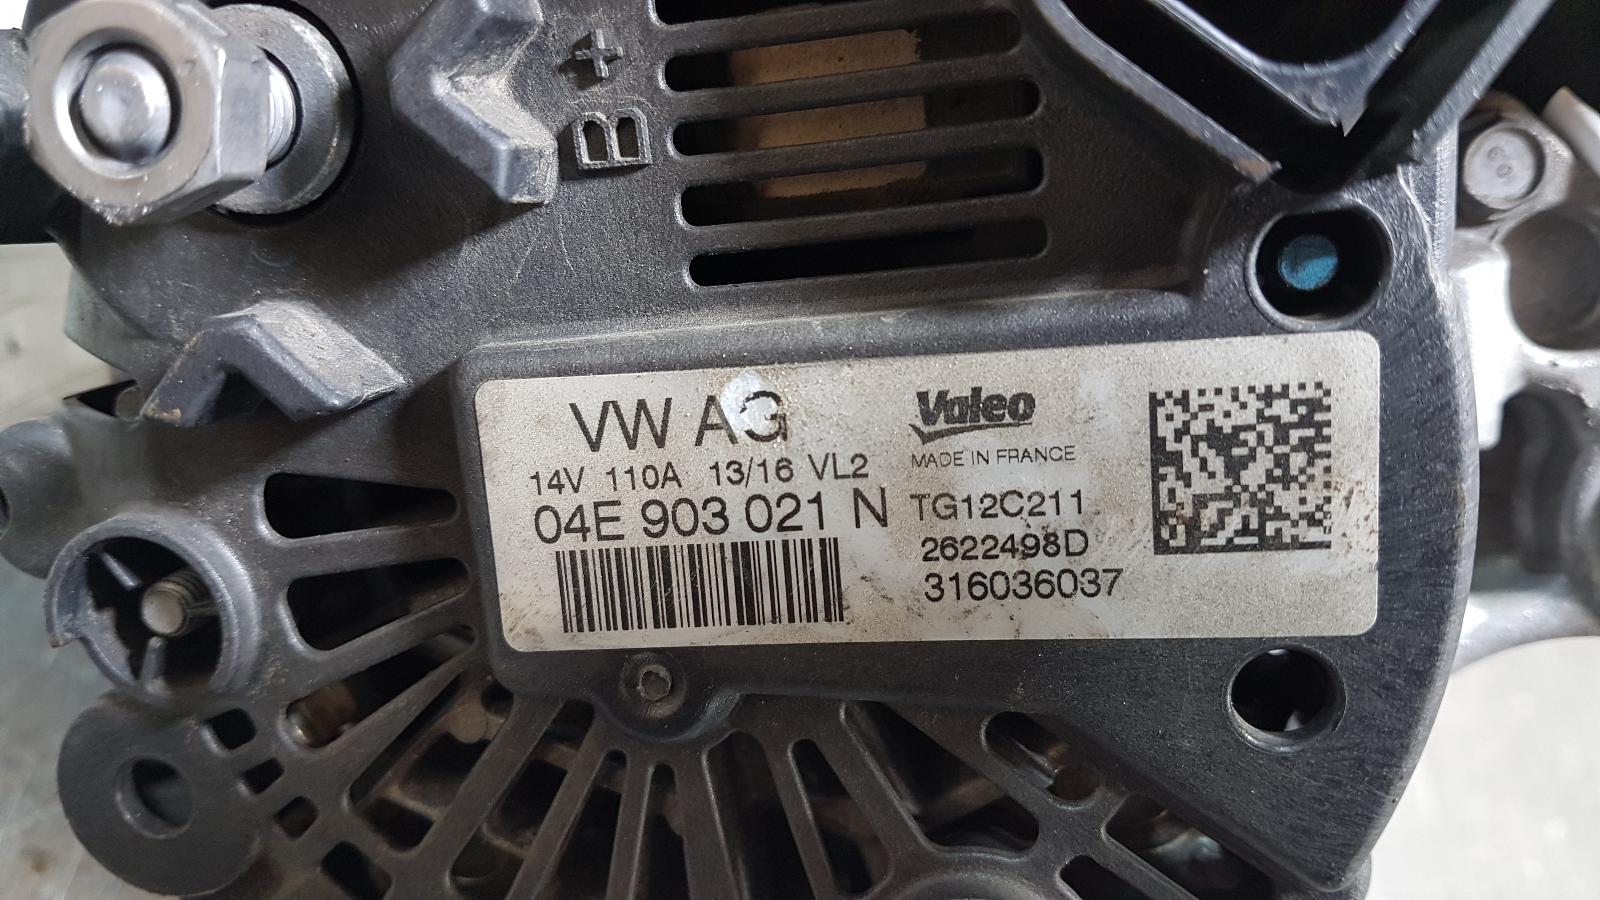 B+
VW AG
14V 110A 13/16 VL2
04E 903 021 N
Valeo
MADE IN FRANCE
TG12C211
2622498D
316036037